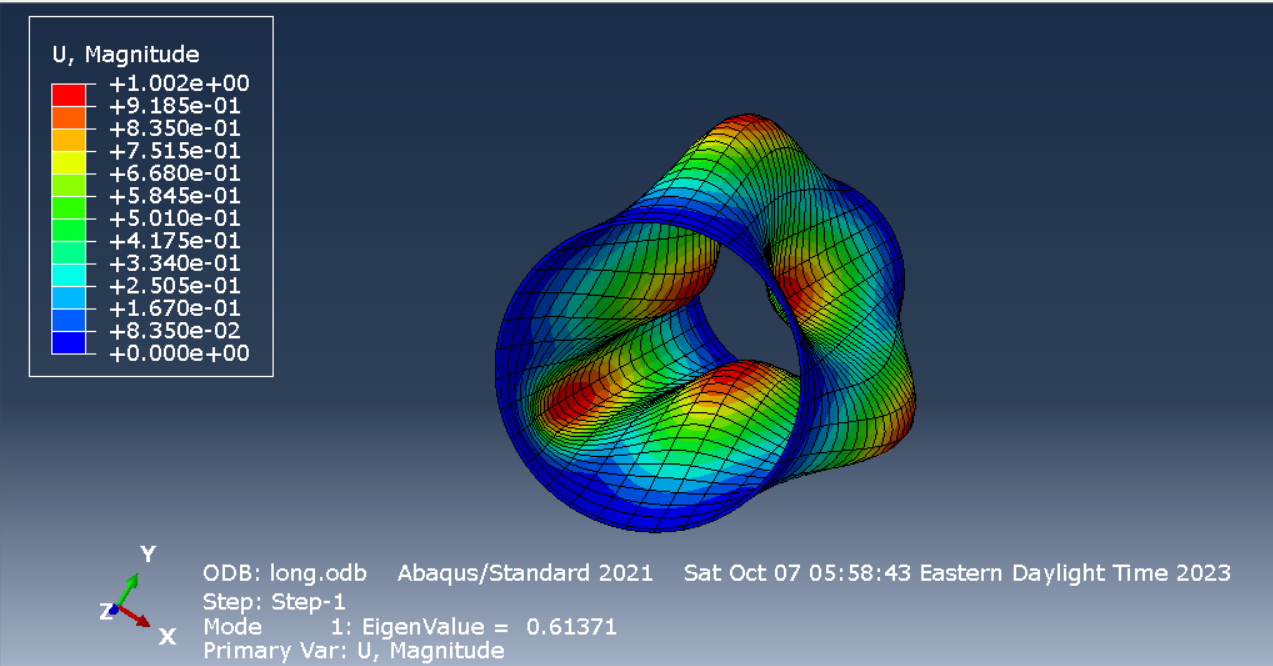 U, Magnitude
+1.002e+00
+9.185e-01
+8.350e-01
+7.515e-01
+6.680e-01
+5.845e-01
+5.010e-01
+4.175e-01
+3.340e-01
+2.505e-01
+1.670e-01
+8.350e-02
+0.000e+00
Y
Z
X
ODB: long.odb Abaqus/Standard 2021 Sat Oct 07 05:58:43 Eastern Daylight Time 2023
Step: Step-1
Mode 1: EigenValue = 0.61371
Primary Var: U, Magnitude